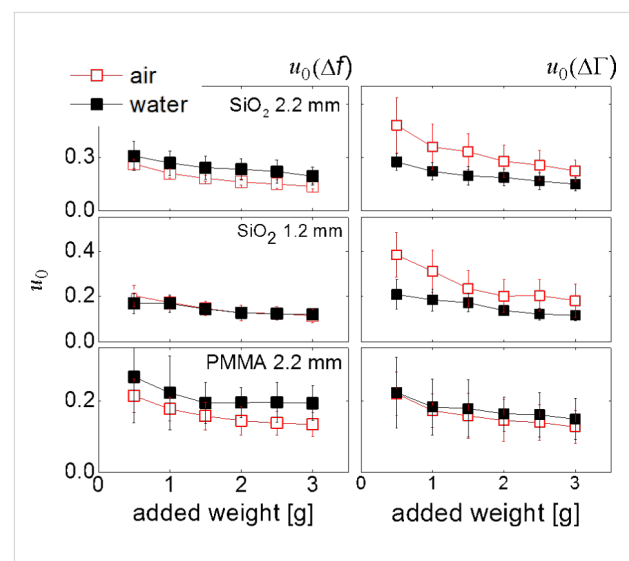 u₀(Δf) u₀(ΔΓ)
air
water
SiO₂ 2.2 mm
0.3
0.0
SiO₂ 1.2 mm
0.4
0.2
0.0
u₀
PMMA 2.2 mm
0.2
0.0
0 1 2 3 0 1 2 3
added weight [g] added weight [g]